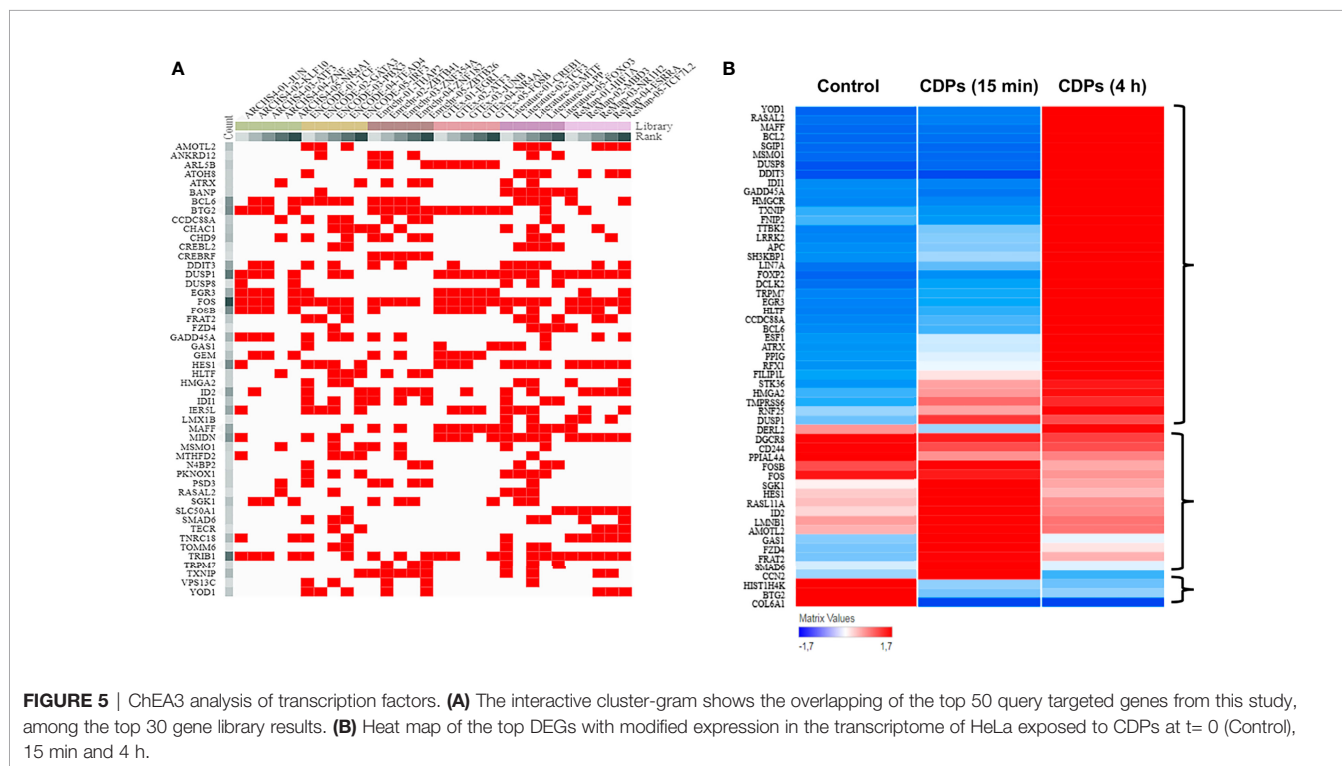 A
B
Control
CDPs (15 min)
CDPs (4 h)
Count
Library
Rank
AMOTL2
ANKRD12
ARL5B
ATOH8
ATRX
BANP
BCL6
BTG2
CCDC88A
CHAC1
CHD9
CREBL2
CREBRF
DDIT3
DUSP1
DUSP8
EGR3
FOS
FOSB
FRAT2
FZD4
GADD45A
GAS1
GEM
HES1
HLTF
HMGA2
ID2
IDI1
IER5L
LMX1B
MAFF
MIDN
MSMO1
MTHFD2
N4BP2
PKNOX1
PSD3
RASAL2
SGK1
SLC50A1
SMAD6
TECR
TNRC18
TOMM6
TRIB1
TRPM7
TXNIP
VPS13C
YOD1
YOD1
RASAL2
MAFF
BCL2
SGIP1
MSMO1
DUSP8
DDIT3
IDI1
GADD45A
HMGCR
TXNIP
FNIP2
TTBK2
LRRK2
APC
SH3KBP1
LIN7A
FOXP2
DCLK2
TRPM7
EGR3
HLTF
CCDC88A
BCL6
ESF1
ATRX
PPIG
RFX1
FILIP1L
STK36
HMGA2
TMPRSS6
RNF25
DUSP1
DERL2
DGCR8
CD244
PPIAL4A
FOSB
FOS
SGK1
HES1
RASL11A
ID2
LMNB1
AMOTL2
GAS1
FZD4
FRAT2
SMAD6
CCN2
HIST1H4K
BTG2
COL6A1
Matrix Values
-1,7 1,7
FIGURE 5 | ChEA3 analysis of transcription factors. (A) The interactive cluster-gram shows the overlapping of the top 50 query targeted genes from this study,
among the top 30 gene library results. (B) Heat map of the top DEGs with modified expression in the transcriptome of HeLa exposed to CDPs at t= 0 (Control),
15 min and 4 h.